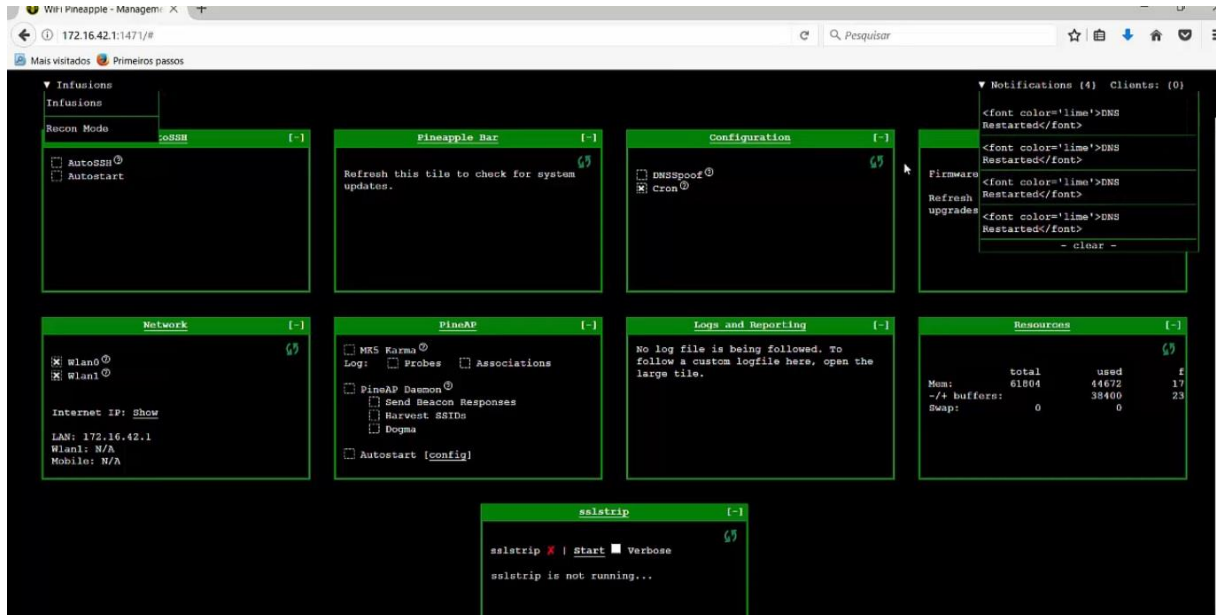 WiFi Pineapple - Managem
172.16.42.1:1471/#
Pesquisar
Mais visitados
Primeiros passos
▼ Infusions
Infusions
Recon Mode
▼ Notifications {4} Clients: {0}
<font color='lime'>DNS
Restarted</font>
<font color='lime'>DNS
Restarted</font>
<font color='lime'>DNS
Restarted</font>
<font color='lime'>DNS
Restarted</font>
- clear -
toSSH [-]
AutoSSH
Autostart
Pineapple Bar [-]
Refresh this tile to check for system
updates.
Configuration [-]
DNSSpoof
Cron
Firmware
Refresh
upgrades
Network [-]
Wlan0
Wlan1
Internet IP: Show
LAN: 172.16.42.1
Wlan1: N/A
Mobile: N/A
PineAP [-]
MK5 Karma
Log: Probes Associations
PineAP Daemon
Send Beacon Responses
Harvest SSIDs
Dogma
Autostart [config]
Logs and Reporting [-]
No log file is being followed. To
follow a custom logfile here, open the
large tile.
Resources [-]
total used f
Mem: 61804 44672 17
-/+ buffers: 38400 23
Swap: 0 0
sslstrip [-]
sslstrip ✗ | Start Verbose
sslstrip is not running...